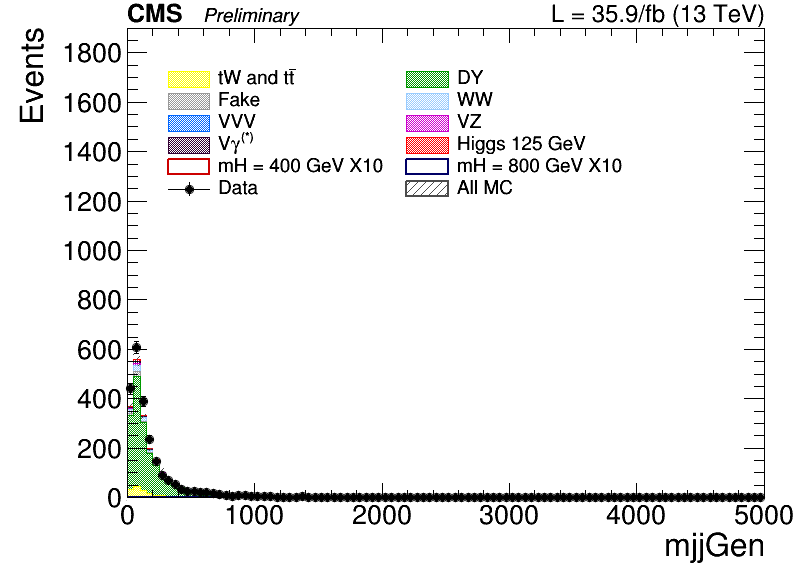 CMS Preliminary L = 35.9/fb (13 TeV)
Events
1800
1600
1400
1200
1000
800
600
400
200
0
tW and tt̄ DY
Fake WW
VVV VZ
Vγ(*) Higgs 125 GeV
mH = 400 GeV X10 mH = 800 GeV X10
Data All MC
0 1000 2000 3000 4000 5000
mjjGen